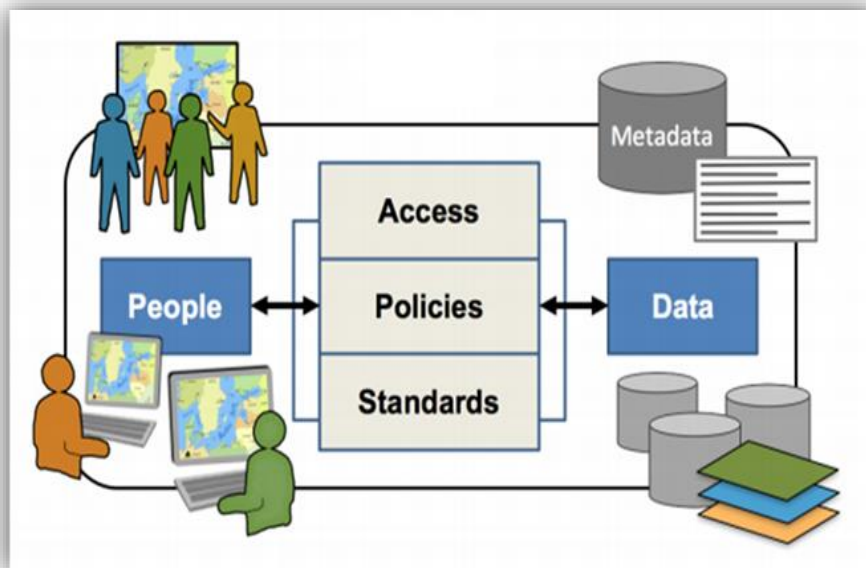 Metadata
Access
People
Policies
Data
Standards